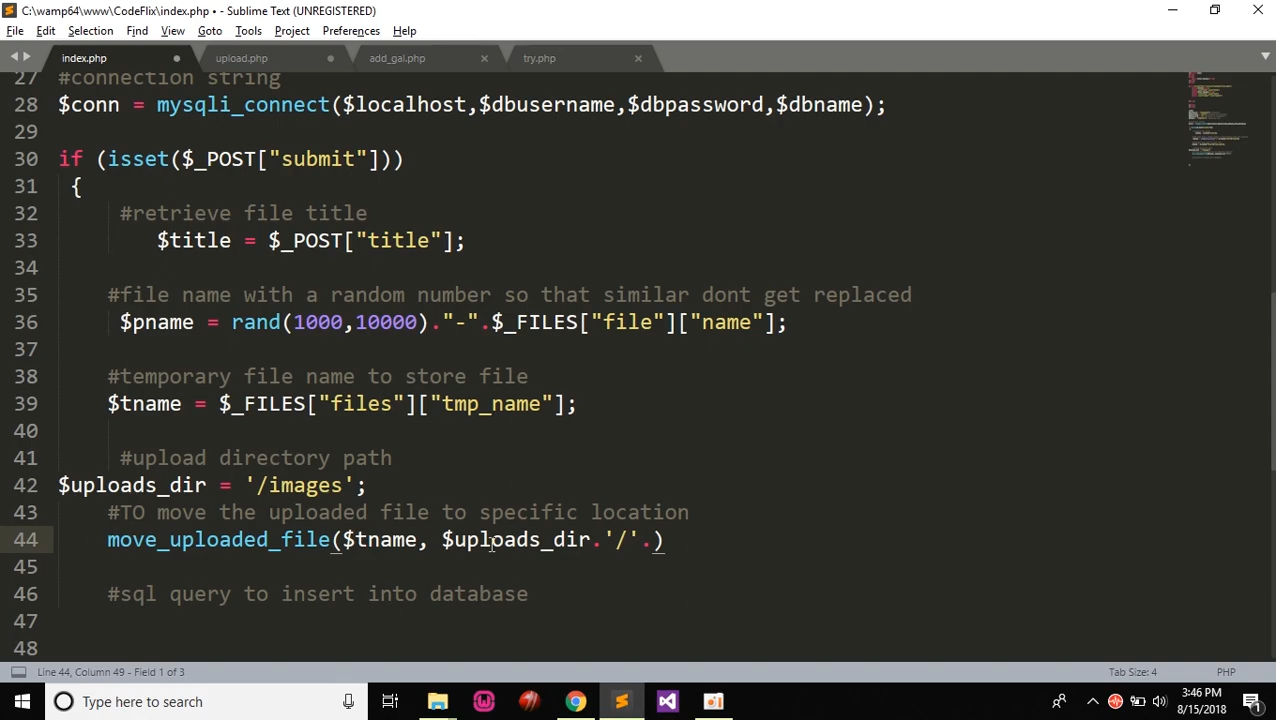 C:\wamp64\www\CodeFlix\index.php • - Sublime Text (UNREGISTERED)
File Edit Selection Find View Goto Tools Project Preferences Help
index.php upload.php add_gal.php try.php
27 #connection string
28 $conn = mysqli_connect($localhost,$dbusername,$dbpassword,$dbname);
29
30 if (isset($_POST["submit"]))
31 {
32 #retrieve file title
33 $title = $_POST["title"];
34
35 #file name with a random number so that similar dont get replaced
36 $pname = rand(1000,10000)."-".$_FILES["file"]["name"];
37
38 #temporary file name to store file
39 $tname = $_FILES["files"]["tmp_name"];
40
41 #upload directory path
42 $uploads_dir = '/images';
43 #TO move the uploaded file to specific location
44 move_uploaded_file($tname, $uploads_dir.'/'.)
45
46 #sql query to insert into database
47
48
Line 44, Column 49 - Field 1 of 3 Tab Size: 4 PHP
Type here to search 3:46 PM
8/15/2018 1